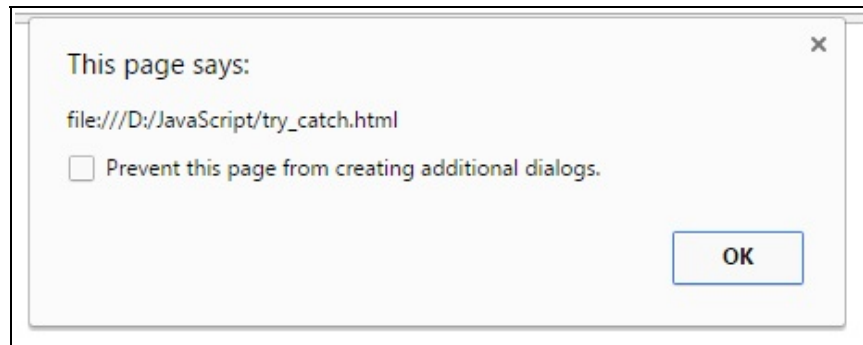 This page says:
file:///D:/JavaScript/try_catch.html
Prevent this page from creating additional dialogs.
OK